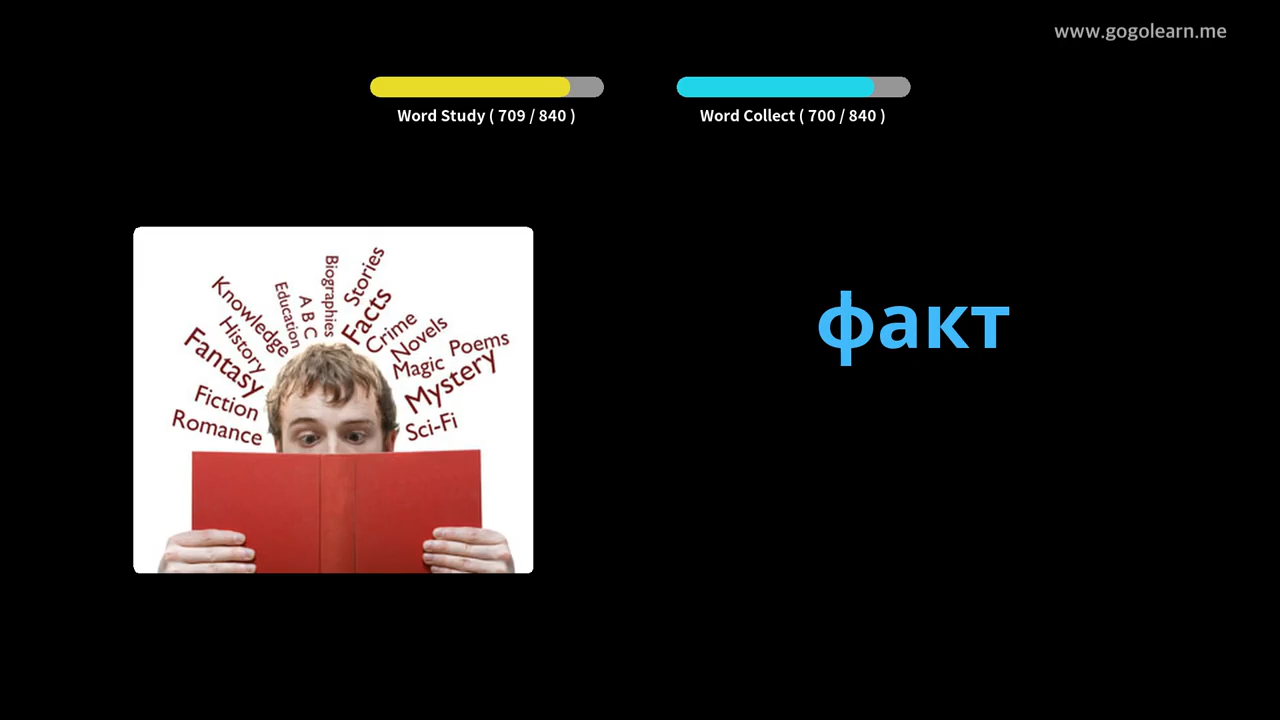 www.gogolearn.me
Word Study ( 709 / 840 )
Word Collect ( 700 / 840 )
факт
Knowledge
Education
A B C
Biographies
Stories
Facts
Crime
Novels
Poems
History
Magic
Mystery
Fantasy
Fiction
Romance
Sci-Fi